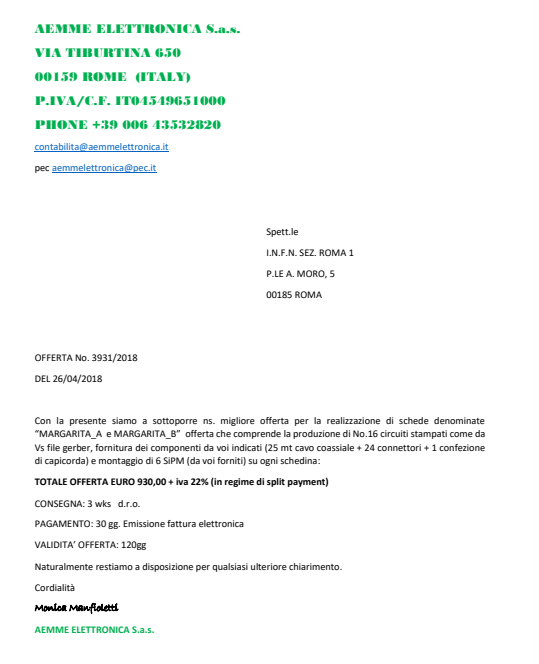 AEMME ELETTRONICA S.a.s.
VIA TIBURTINA 650
00159 ROME (ITALY)
P.IVA/C.F. IT04549651000
PHONE +39 006 43532820
contabilita@aemmelettronica.it
pec aemmelettronica@pec.it
Spett.le
I.N.F.N. SEZ. ROMA 1
P.LE A. MORO, 5
00185 ROMA
OFFERTA No. 3931/2018
DEL 26/04/2018
Con la presente siamo a sottoporre ns. migliore offerta per la realizzazione di schede denominate
“MARGARITA_A e MARGARITA_B” offerta che comprende la produzione di No.16 circuiti stampati come da
Vs file gerber, fornitura dei componenti da voi indicati (25 mt cavo coassiale + 24 connettori + 1 confezione
di capicorda) e montaggio di 6 SiPM (da voi forniti) su ogni schedina:
TOTALE OFFERTA EURO 930,00 + iva 22% (in regime di split payment)
CONSEGNA: 3 wks d.r.o.
PAGAMENTO: 30 gg. Emissione fattura elettronica
VALIDITA’ OFFERTA: 120gg
Naturalmente restiamo a disposizione per qualsiasi ulteriore chiarimento.
Cordialità
Monica Manfioletti
AEMME ELETTRONICA S.a.s.